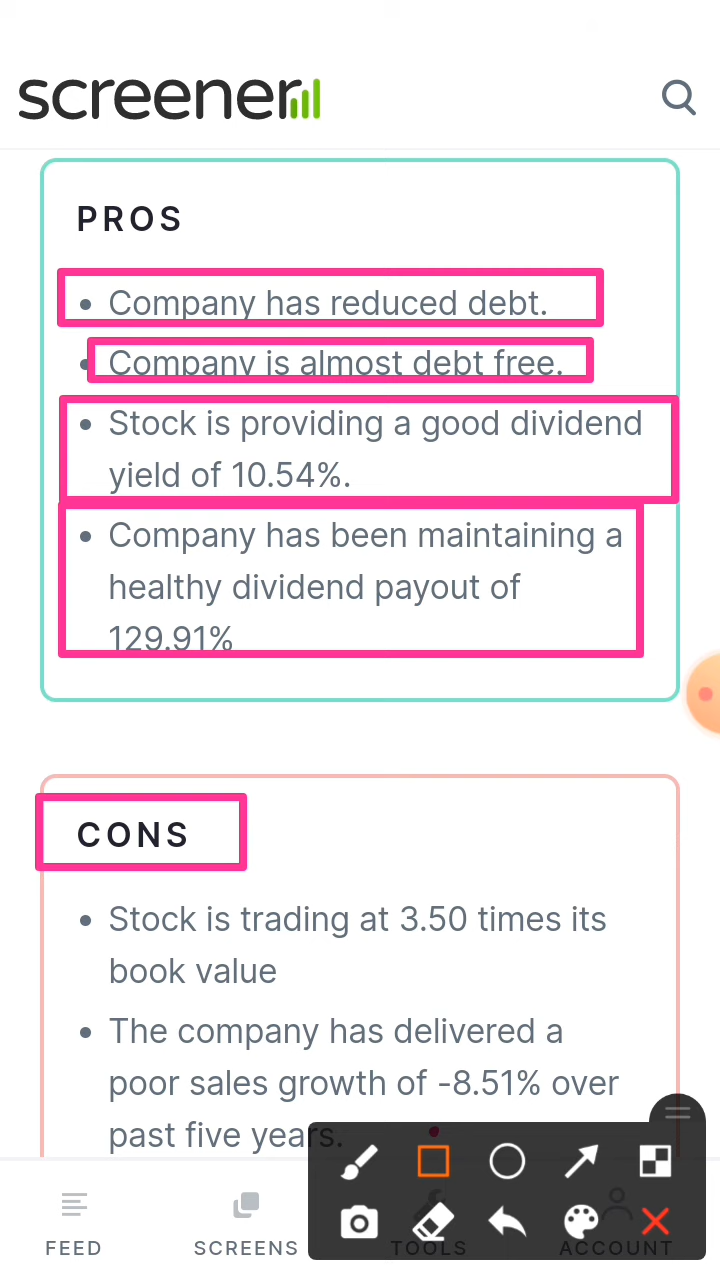 screener
PROS
• Company has reduced debt.
• Company is almost debt free.
• Stock is providing a good dividend
yield of 10.54%.
• Company has been maintaining a
healthy dividend payout of
129.91%
CONS
• Stock is trading at 3.50 times its
book value
• The company has delivered a
poor sales growth of -8.51% over
past five years.
FEED
SCREENS
TOOLS
ACCOUNT